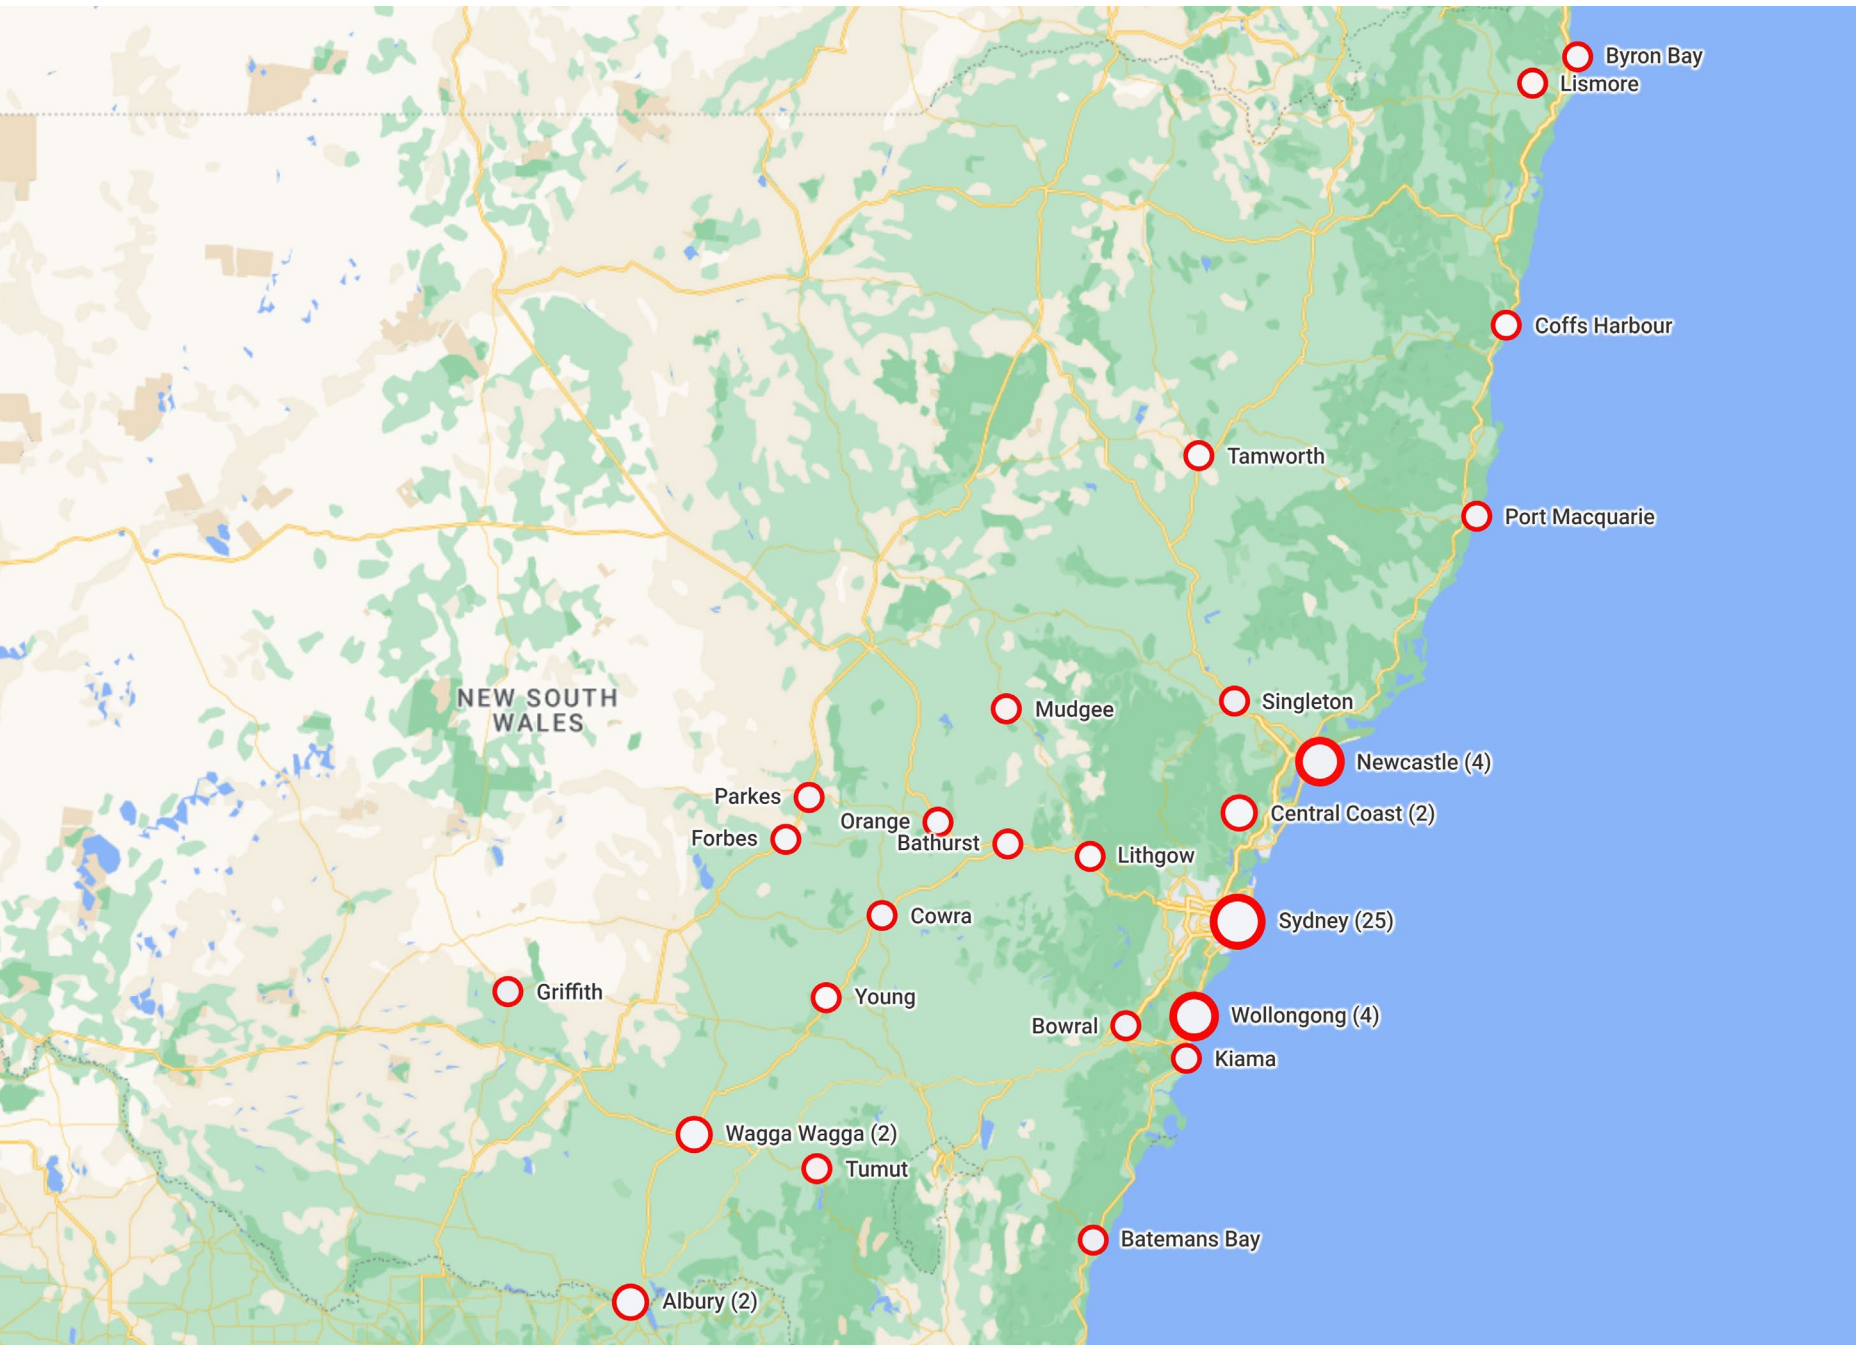 Byron Bay
Lismore
Coffs Harbour
Tamworth
Port Macquarie
NEW SOUTH
WALES
Singleton
Mudgee
Newcastle (4)
Parkes
Central Coast (2)
Orange
Forbes
Bathurst
Lithgow
Cowra
Sydney (25)
Griffith
Young
Wollongong (4)
Bowral
Kiama
Wagga Wagga (2)
Tumut
Batemans Bay
Albury (2)